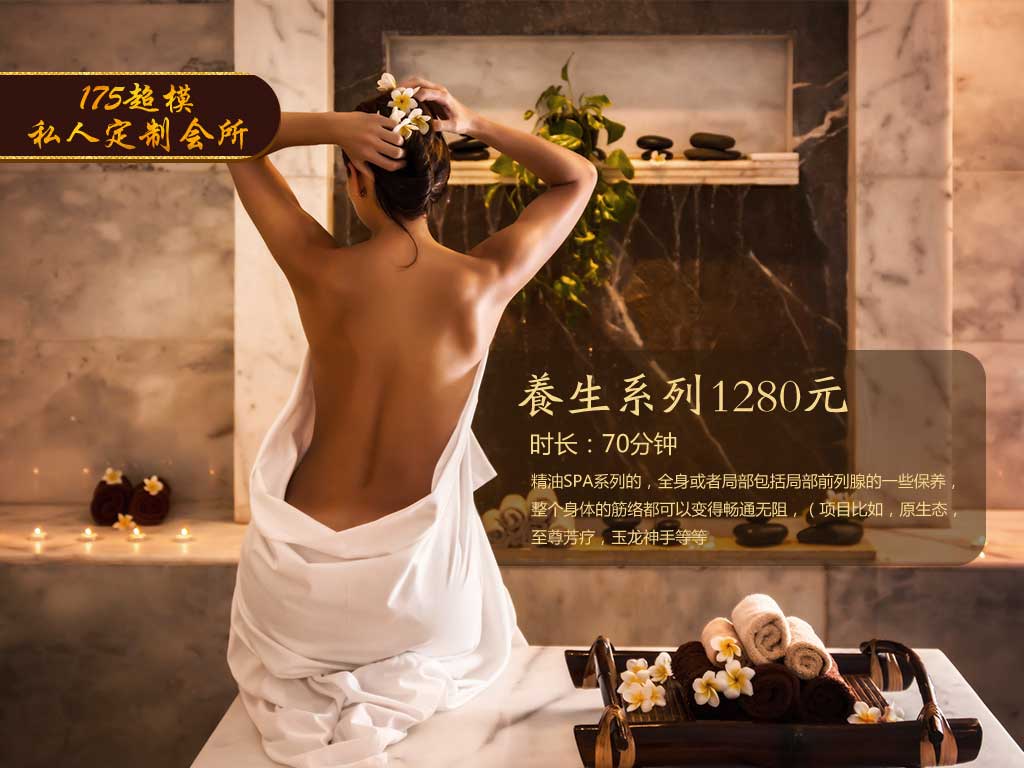 175超模
私人定制会所
養生系列1280元
时长：70分钟
精油SPA系列的，全身或者局部包括局部前列腺的一些保养，
整个身体的筋络都可以变得畅通无阻，（项目比如，原生态，
至尊芳疗，玉龙神手等等